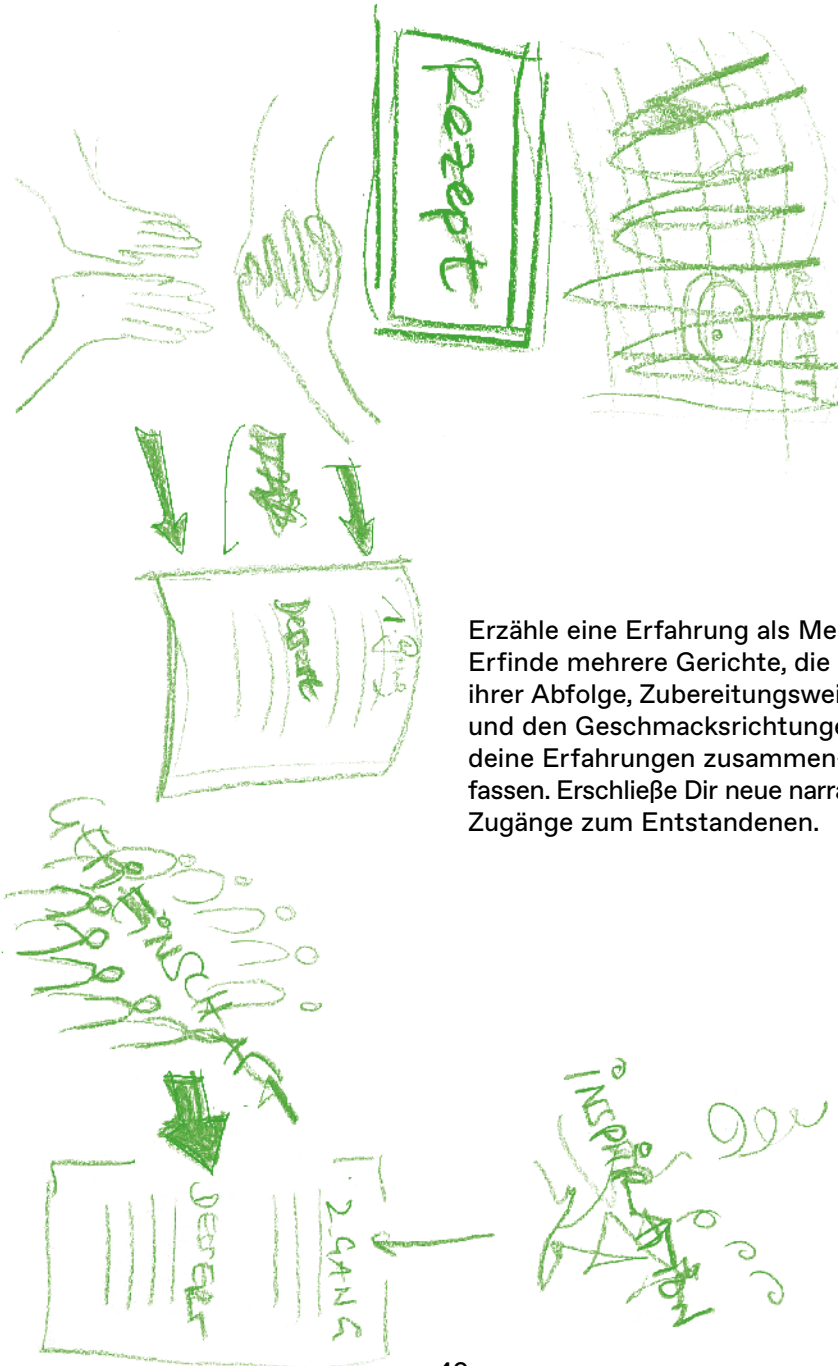 Rezept
1. Gang
Dessert
Erzähle eine Erfahrung als Me
Erfinde mehrere Gerichte, die
ihrer Abfolge, Zubereitungswei
und den Geschmacksrichtunge
deine Erfahrungen zusammen-
fassen. Erschließe Dir neue narra
Zugänge zum Entstandenen.
INSPIRATION
2. GANG
DESERT